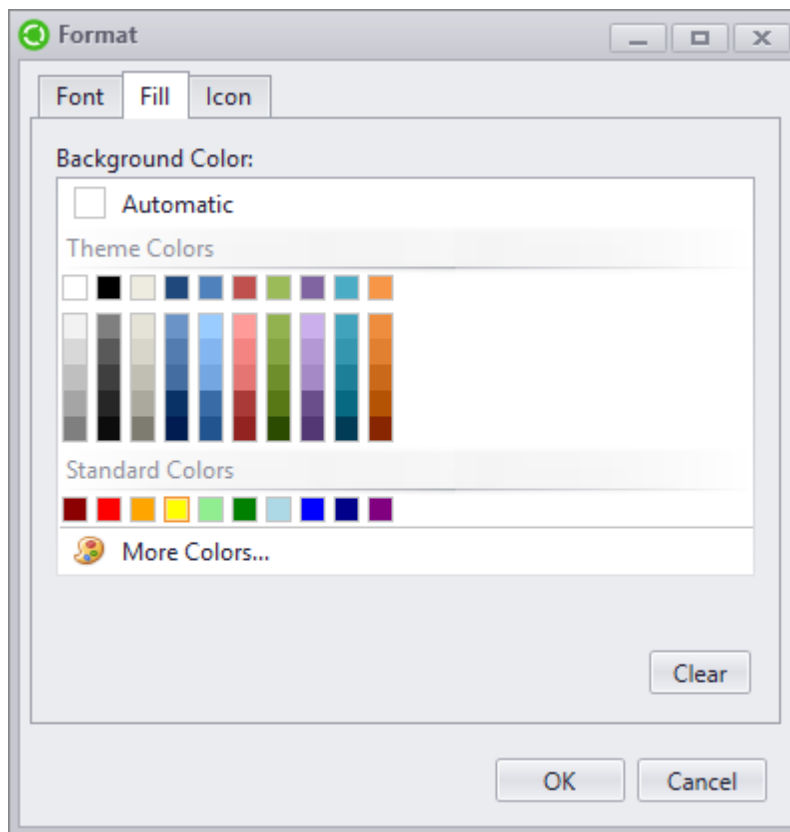 Format
Font Fill Icon
Background Color:
Automatic
Theme Colors
Standard Colors
More Colors...
Clear
OK Cancel